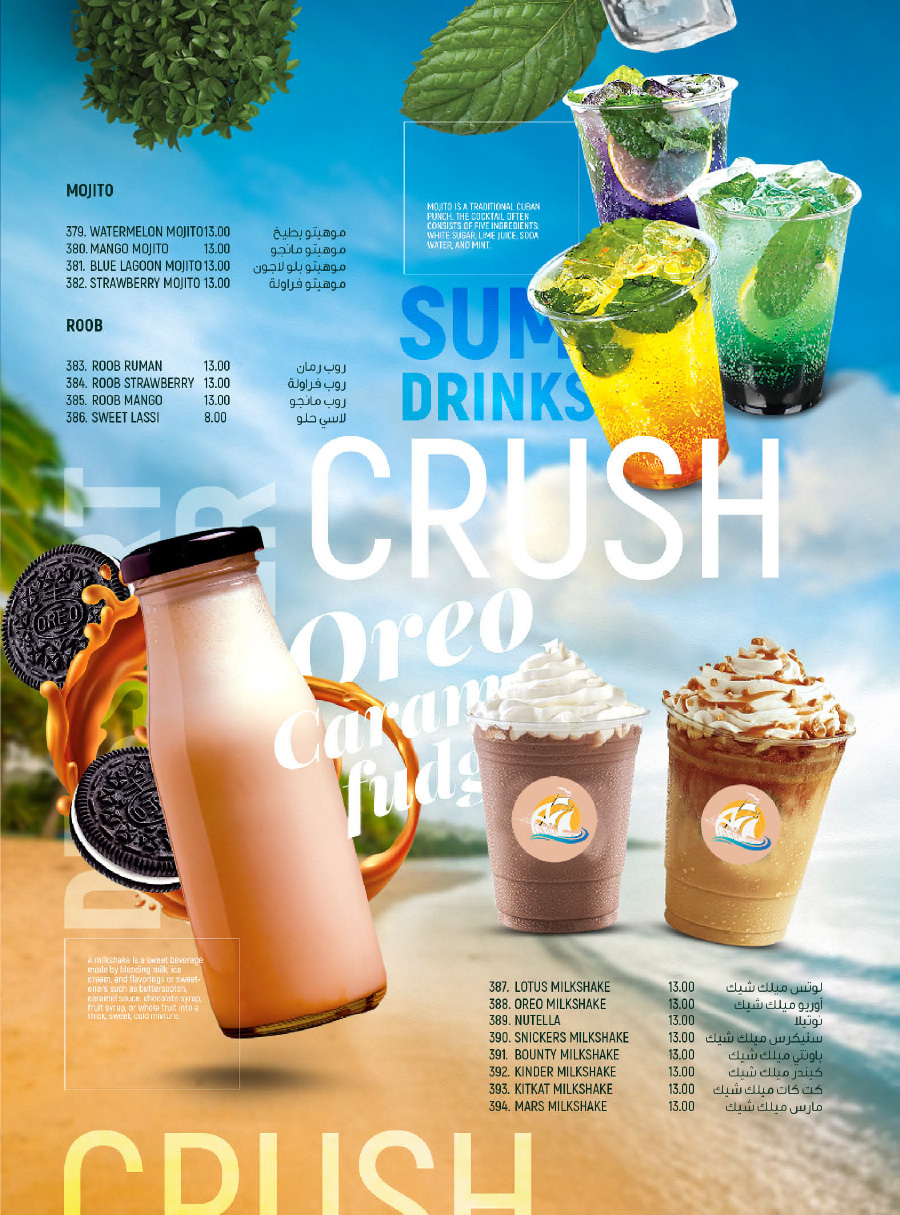 MOJITO
379. WATERMELON MOJITO 13.00 موهيتو بطيخ
380. MANGO MOJITO 13.00 موهيتو مانجو
381. BLUE LAGOON MOJITO 13.00 موهيتو بلو لاجون
382. STRAWBERRY MOJITO 13.00 موهيتو فراولة
MOJITO IS A TRADITIONAL CUBAN
PUNCH. THE COCKTAIL OFTEN
CONSISTS OF FIVE INGREDIENTS:
WHITE SUGAR, LIME JUICE, SODA
WATER, AND MINT.
ROOB
383. ROOB RUMAN 13.00 روب رمان
384. ROOB STRAWBERRY 13.00 روب فراولة
385. ROOB MANGO 13.00 روب مانجو
386. SWEET LASSI 8.00 لاسي حلو
SUM
DRINKS
CRUSH
Oreo
Caram
fudg
OREO
A milkshake is a sweet beverage
made by blending milk, ice
cream, and flavorings or sweet-
eners such as butterscotch,
caramel sauce, chocolate syrup,
fruit syrup, or whole fruit into a
thick, sweet, cold mixture.
387. LOTUS MILKSHAKE 13.00 لوتس ميلك شيك
388. OREO MILKSHAKE 13.00 أوريو ميلك شيك
389. NUTELLA 13.00 نوتيلا
390. SNICKERS MILKSHAKE 13.00 سنيكرس ميلك شيك
391. BOUNTY MILKSHAKE 13.00 باونتي ميلك شيك
392. KINDER MILKSHAKE 13.00 كيندر ميلك شيك
393. KITKAT MILKSHAKE 13.00 كت كات ميلك شيك
394. MARS MILKSHAKE 13.00 مارس ميلك شيك
CRUSH